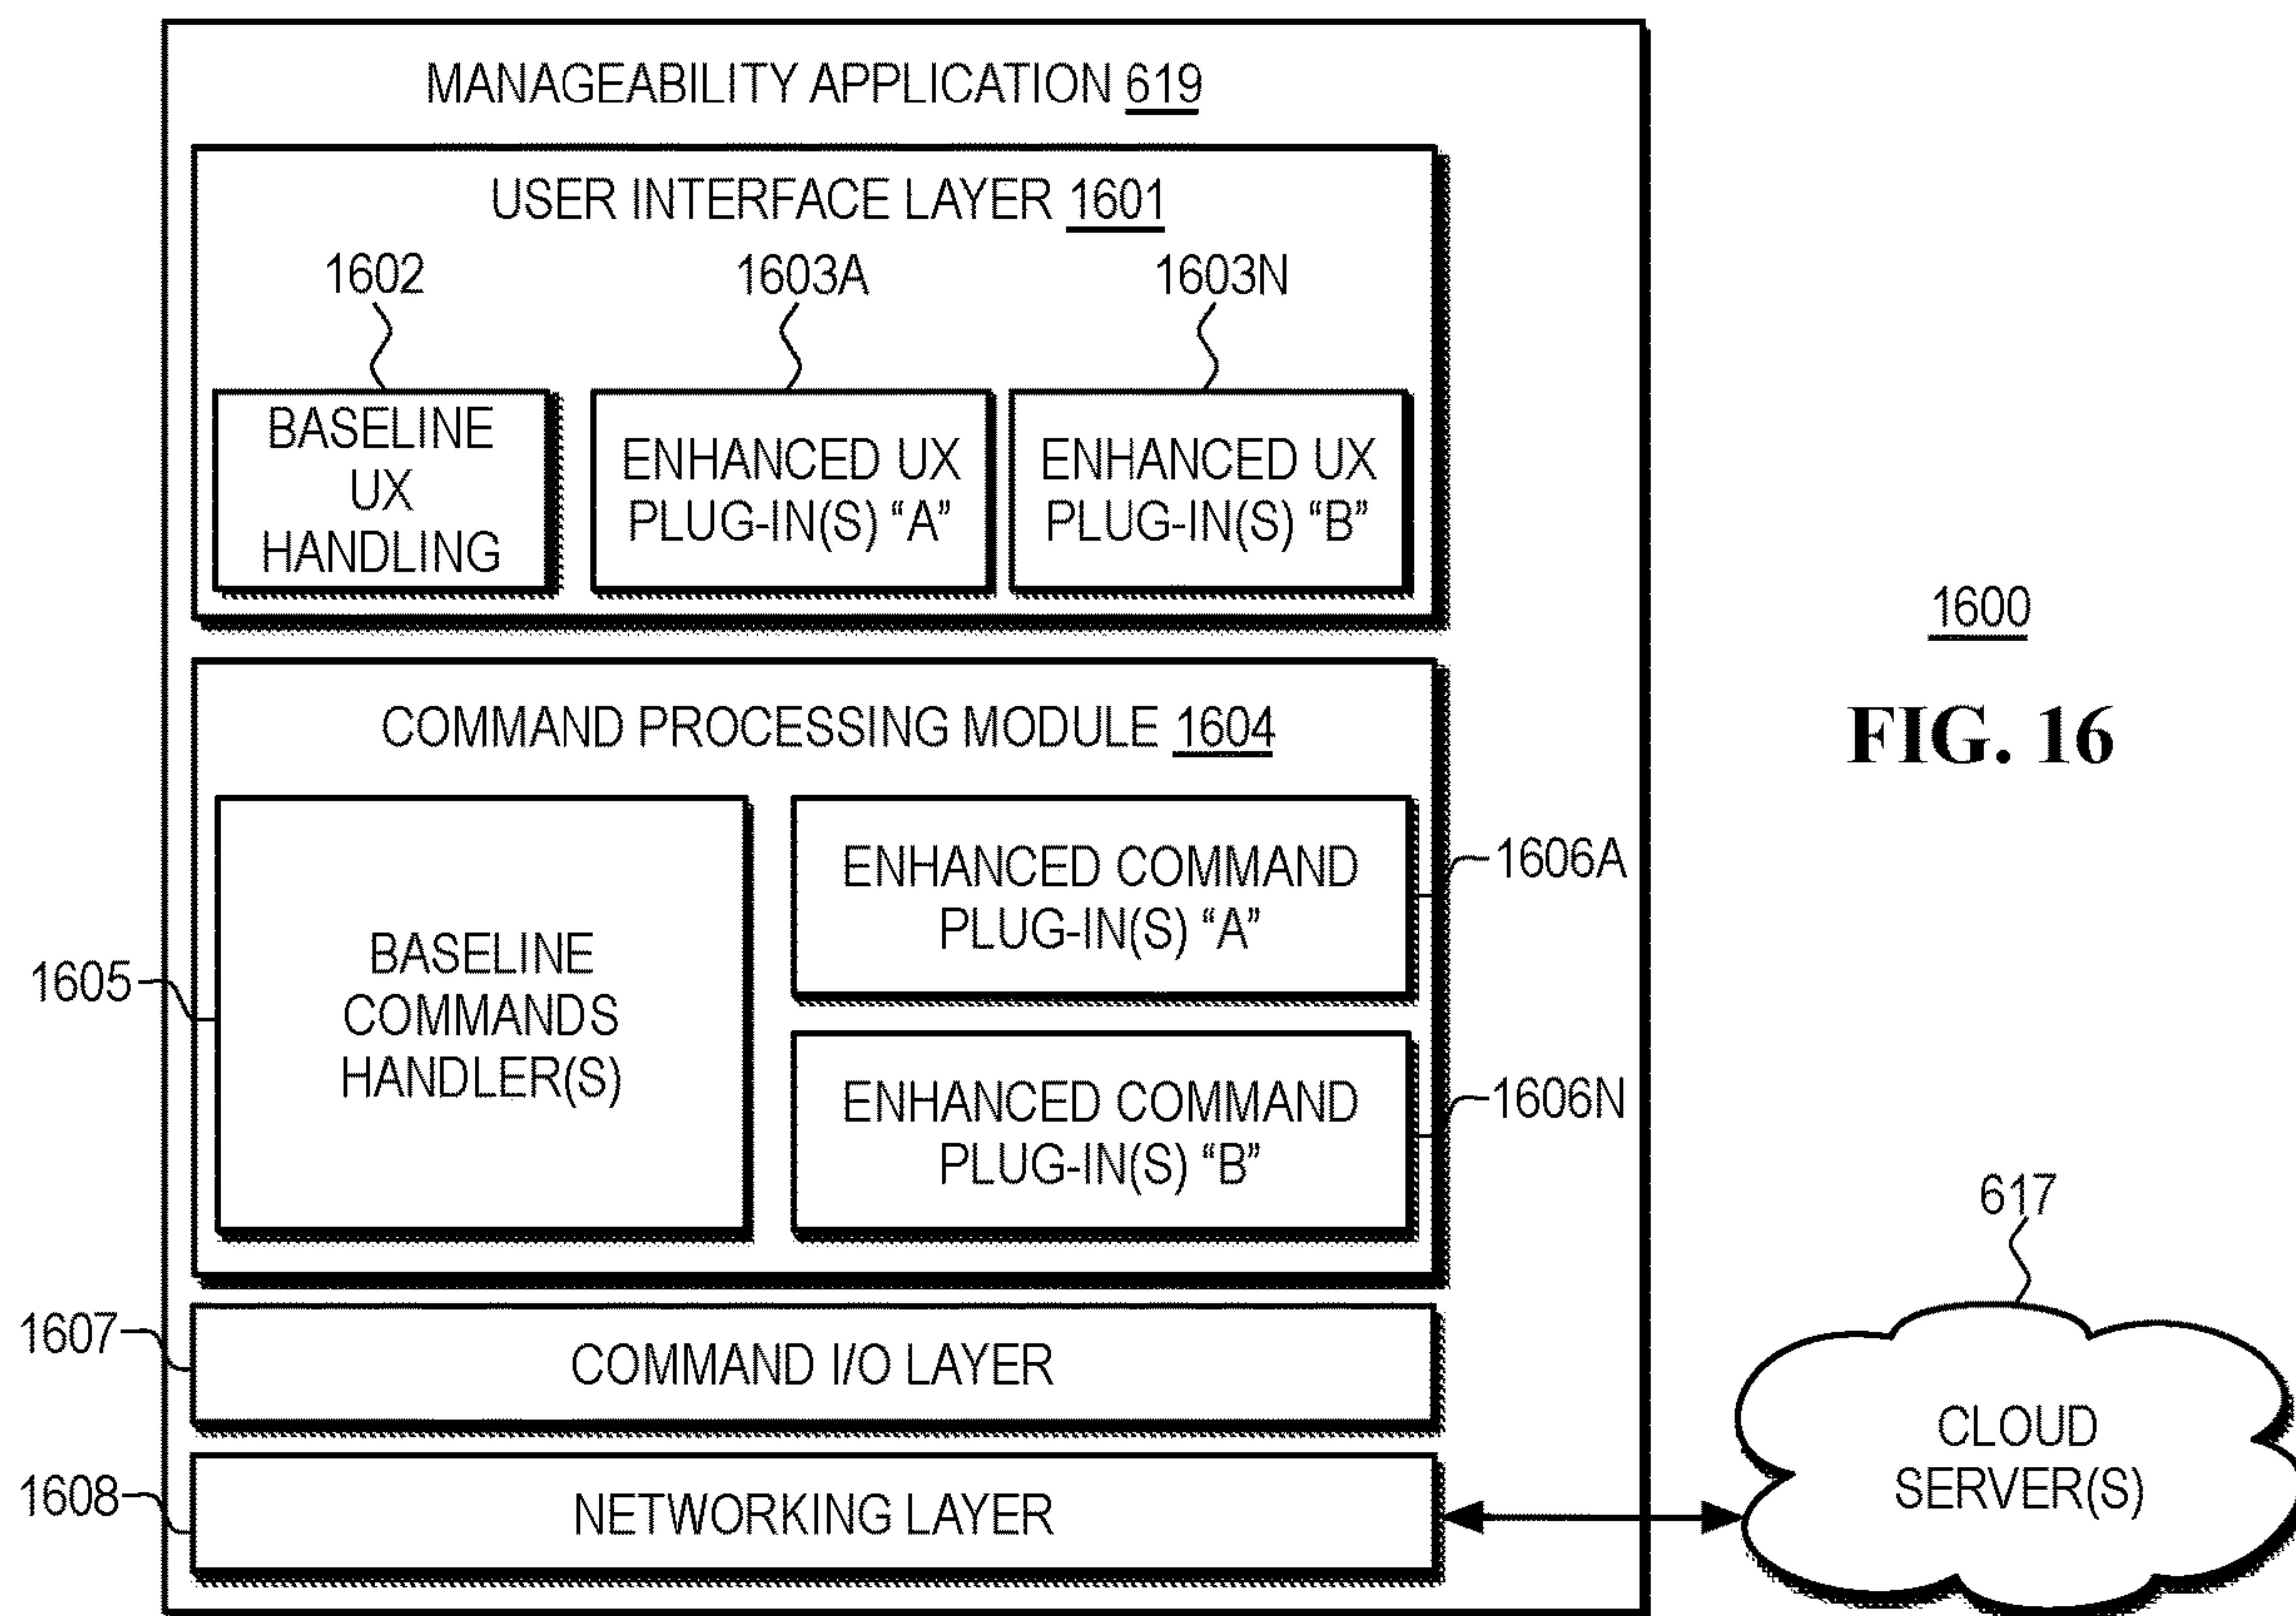 MANAGEABILITY APPLICATION 619
USER INTERFACE LAYER 1601
1602
1603A
1603N
BASELINE
UX
HANDLING
ENHANCED UX
PLUG-IN(S) “A”
ENHANCED UX
PLUG-IN(S) “B”
1600
FIG. 16
COMMAND PROCESSING MODULE 1604
1605
BASELINE
COMMANDS
HANDLER(S)
ENHANCED COMMAND
PLUG-IN(S) “A”
1606A
ENHANCED COMMAND
PLUG-IN(S) “B”
1606N
1607
COMMAND I/O LAYER
1608
NETWORKING LAYER
617
CLOUD
SERVER(S)